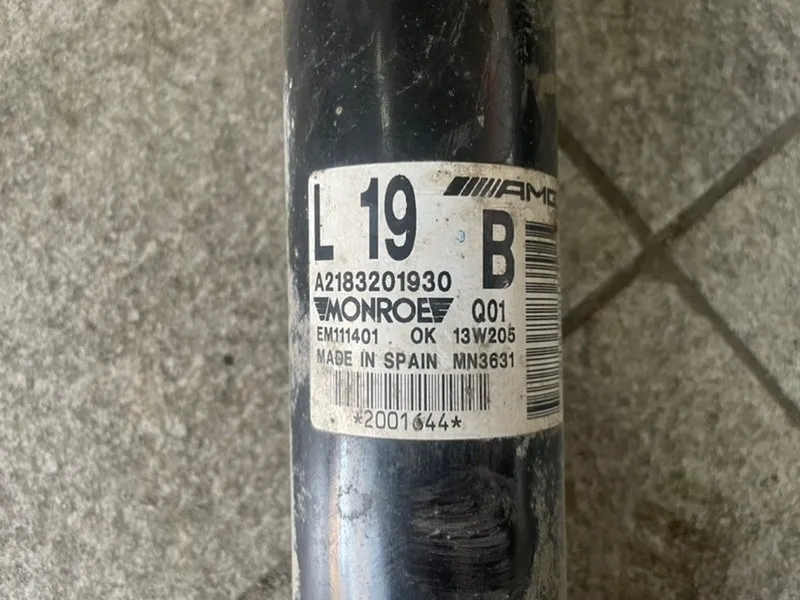 L 19 AMG
B
A2183201930
MONROE Q01
EM111401 OK 13W205
MADE IN SPAIN MN3631
*2001644*